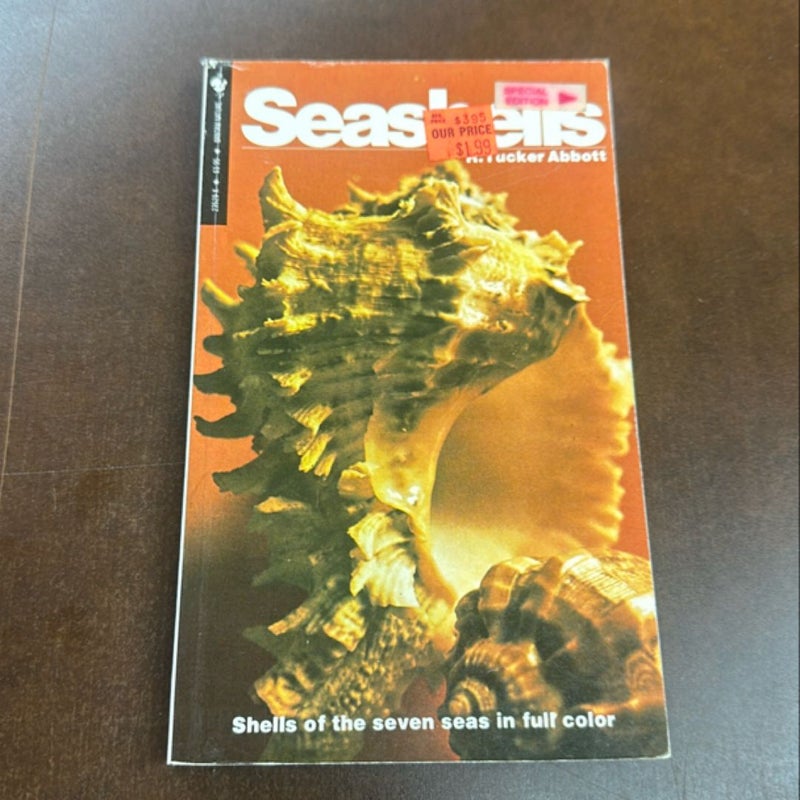 Seashells
SPECIAL
EDITION
$3.95
OUR PRICE
$1.99
R. Tucker Abbott
Shells of the seven seas in full color